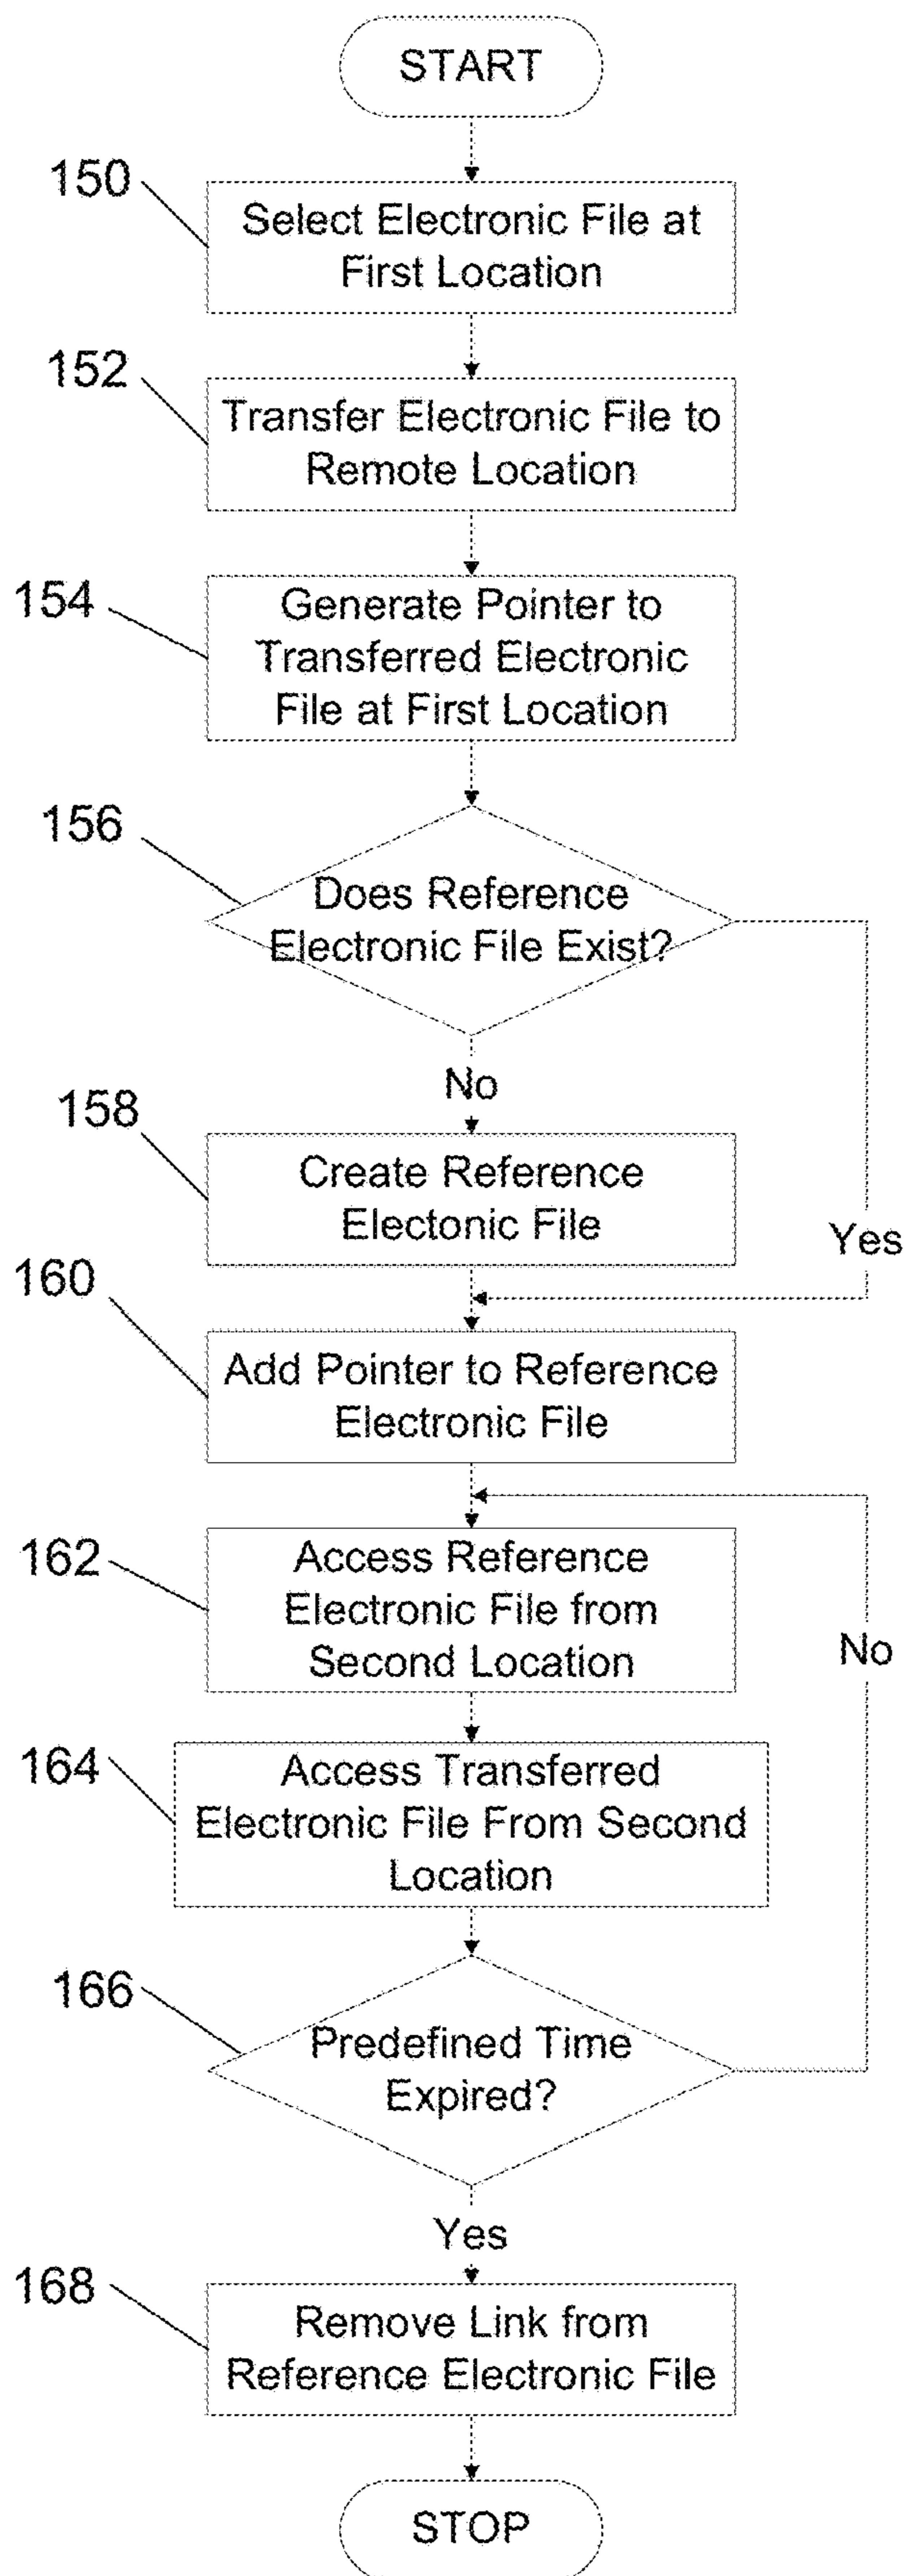 START
150
Select Electronic File at
First Location
152
Transfer Electronic File to
Remote Location
154
Generate Pointer to
Transferred Electronic
File at First Location
156
Does Reference
Electronic File Exist?
No
158
Create Reference
Electonic File
Yes
160
Add Pointer to Reference
Electronic File
162
Access Reference
Electronic File from
Second Location
No
164
Access Transferred
Electronic File From Second
Location
166
Predefined Time
Expired?
Yes
168
Remove Link from
Reference Electronic File
STOP